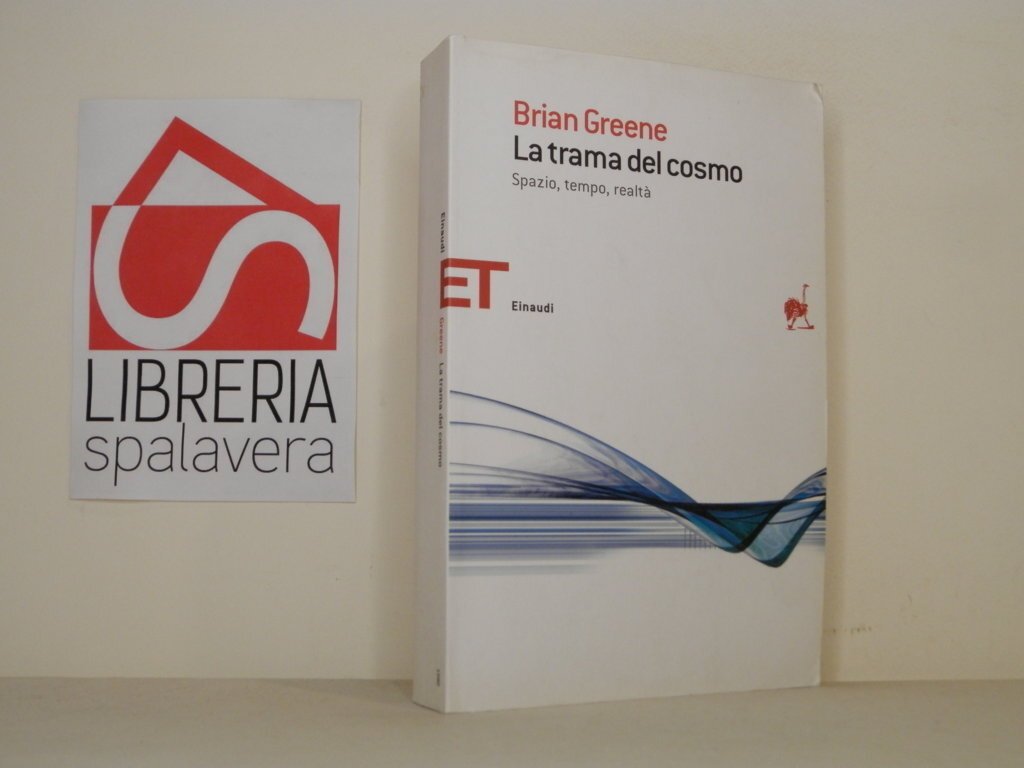 LIBRERIA
spalavera
Brian Greene
La trama del cosmo
Spazio, tempo, realtà
ET
Einaudi
Einaudi
Greene La trama del cosmo